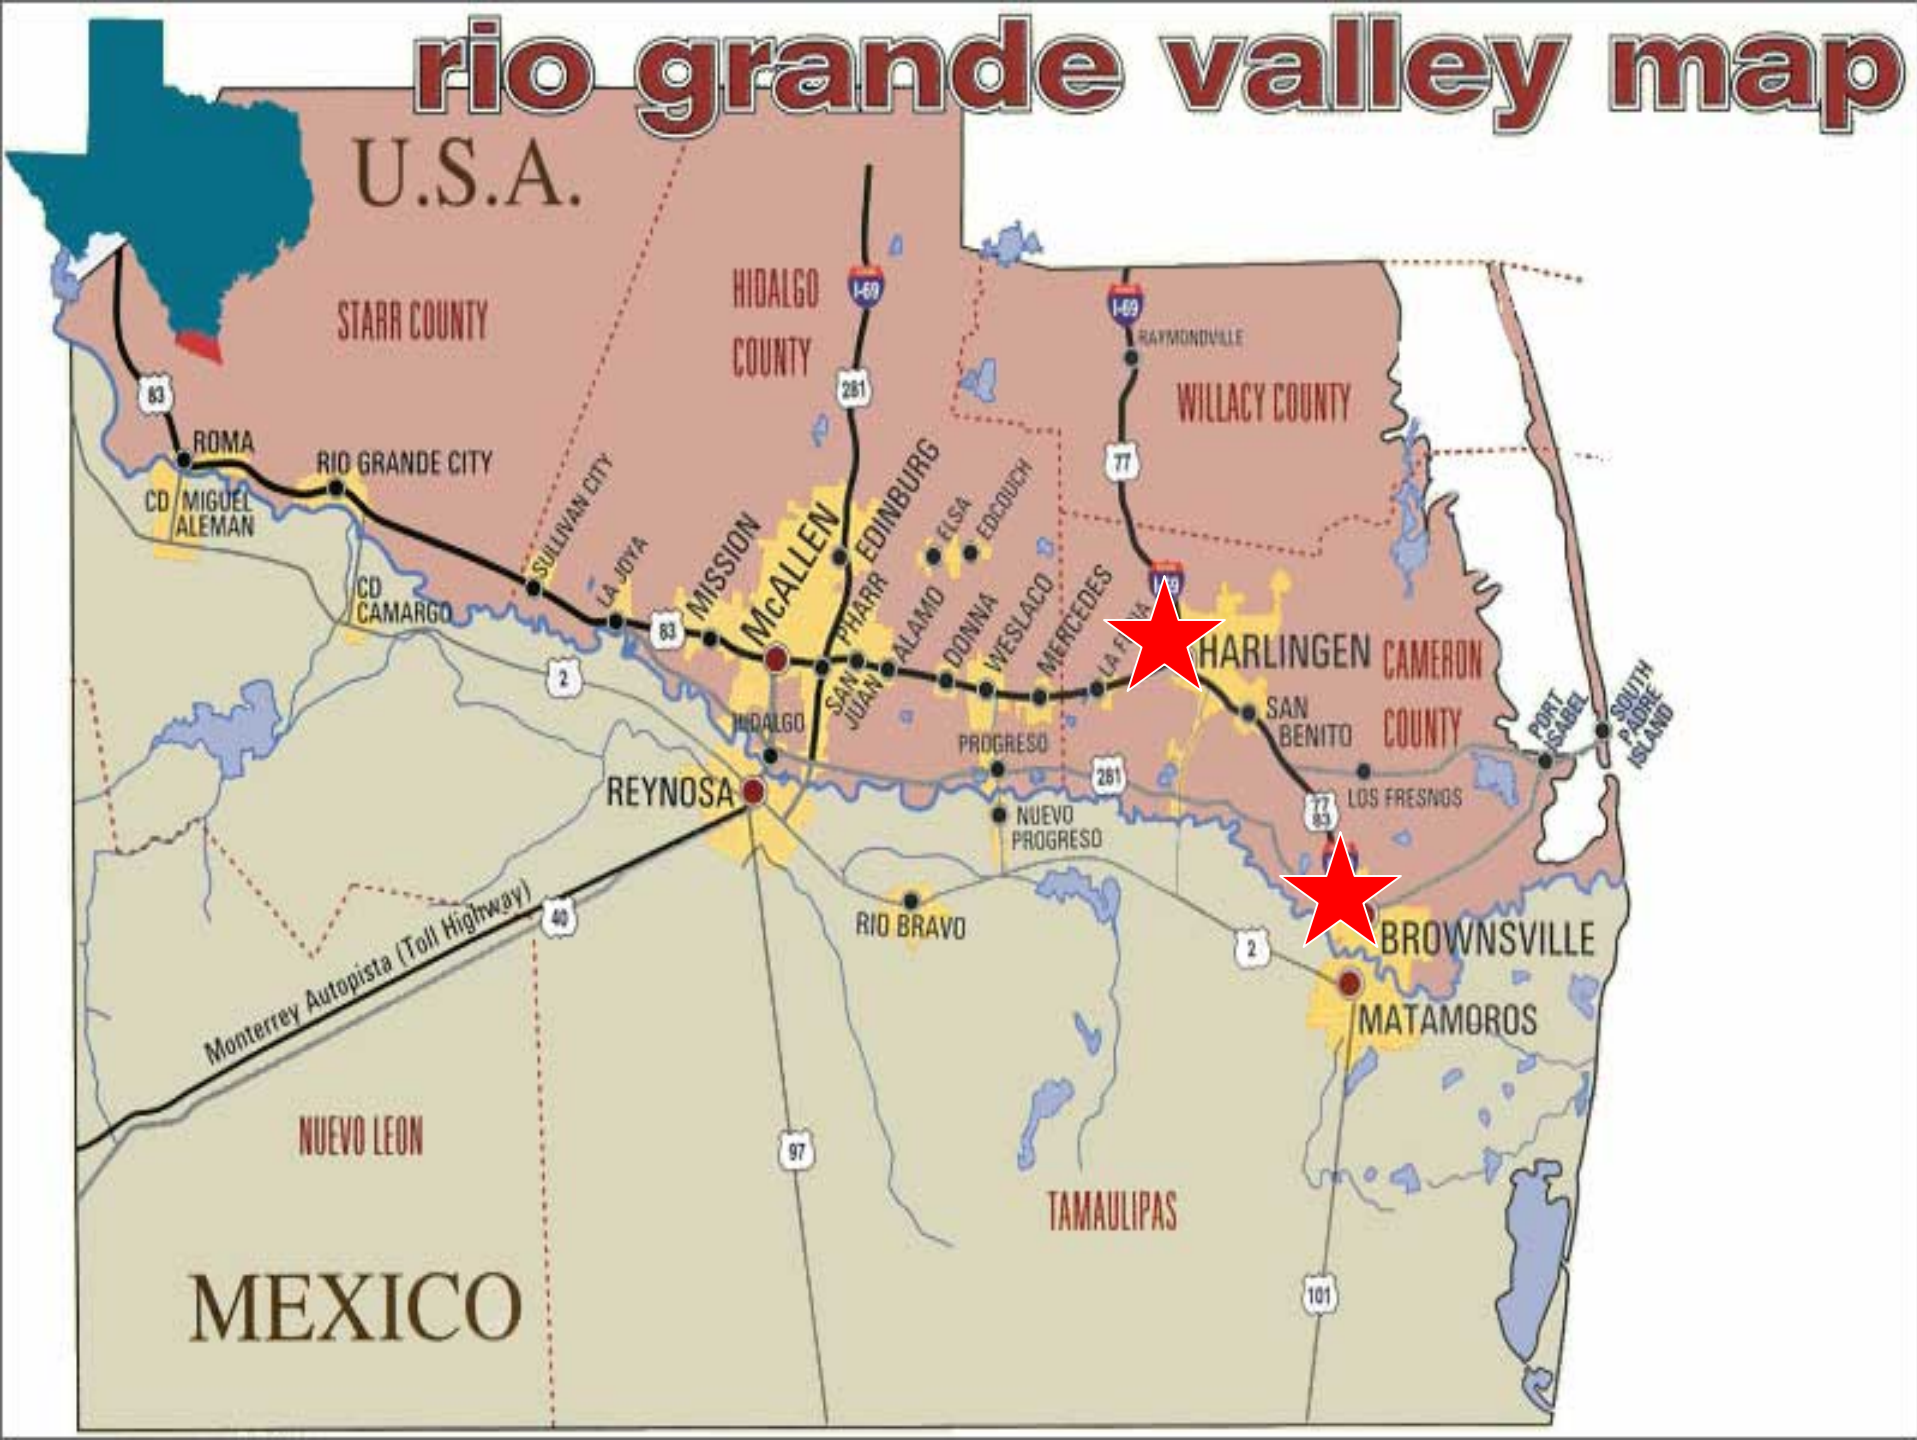 rio grande valley map
U.S.A.
STARR COUNTY
HIDALGO
COUNTY
I-69
I-69
RAYMONDVILLE
WILLACY COUNTY
83
281
77
ROMA
RIO GRANDE CITY
CD MIGUEL
ALEMAN
SULLIVAN CITY
LA JOYA
MISSION
McALLEN
EDINBURG
ELSA
EDCOUCH
CD
CAMARGO
83
PHARR
SAN
JUAN
ALAMO
DONNA
WESLACO
MERCEDES
LA
HARLINGEN
CAMERON
COUNTY
2
HIDALGO
PROGRESO
281
SAN
BENITO
PORT
ISABEL
SOUTH
PADRE
ISLAND
REYNOSA
NUEVO
PROGRESO
77
83
LOS FRESNOS
Monterrey Autopista (Toll Highway)
40
RIO BRAVO
2
BROWNSVILLE
MATAMOROS
NUEVO LEON
97
TAMAULIPAS
MEXICO
101